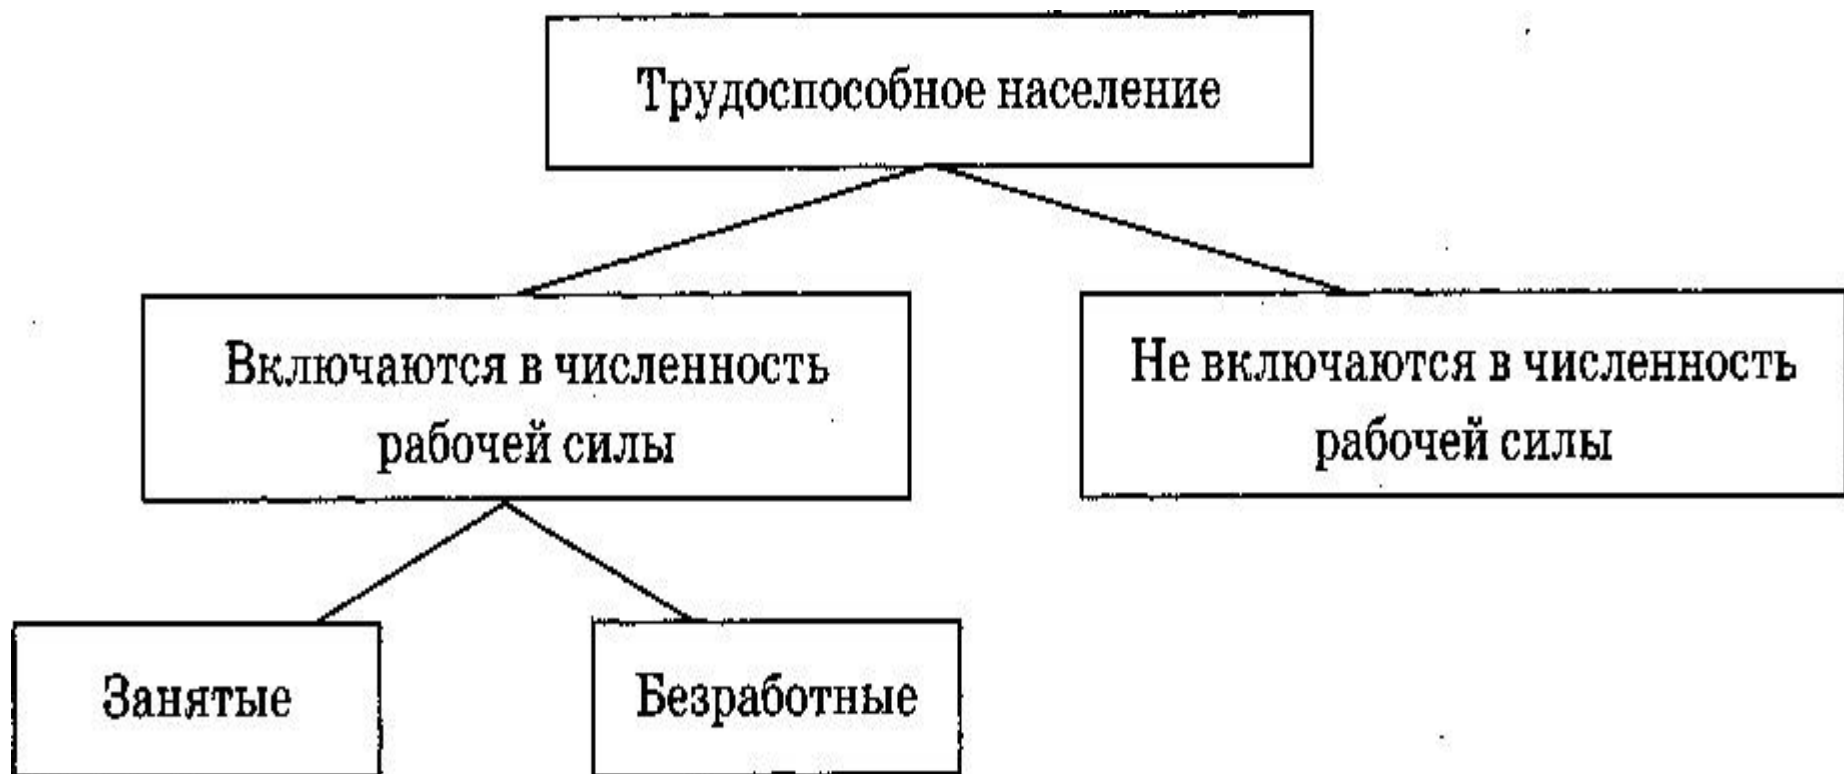 Трудоспособное население
Включаются в численность
рабочей силы
Не включаются в численность
рабочей силы
Занятые
Безработные